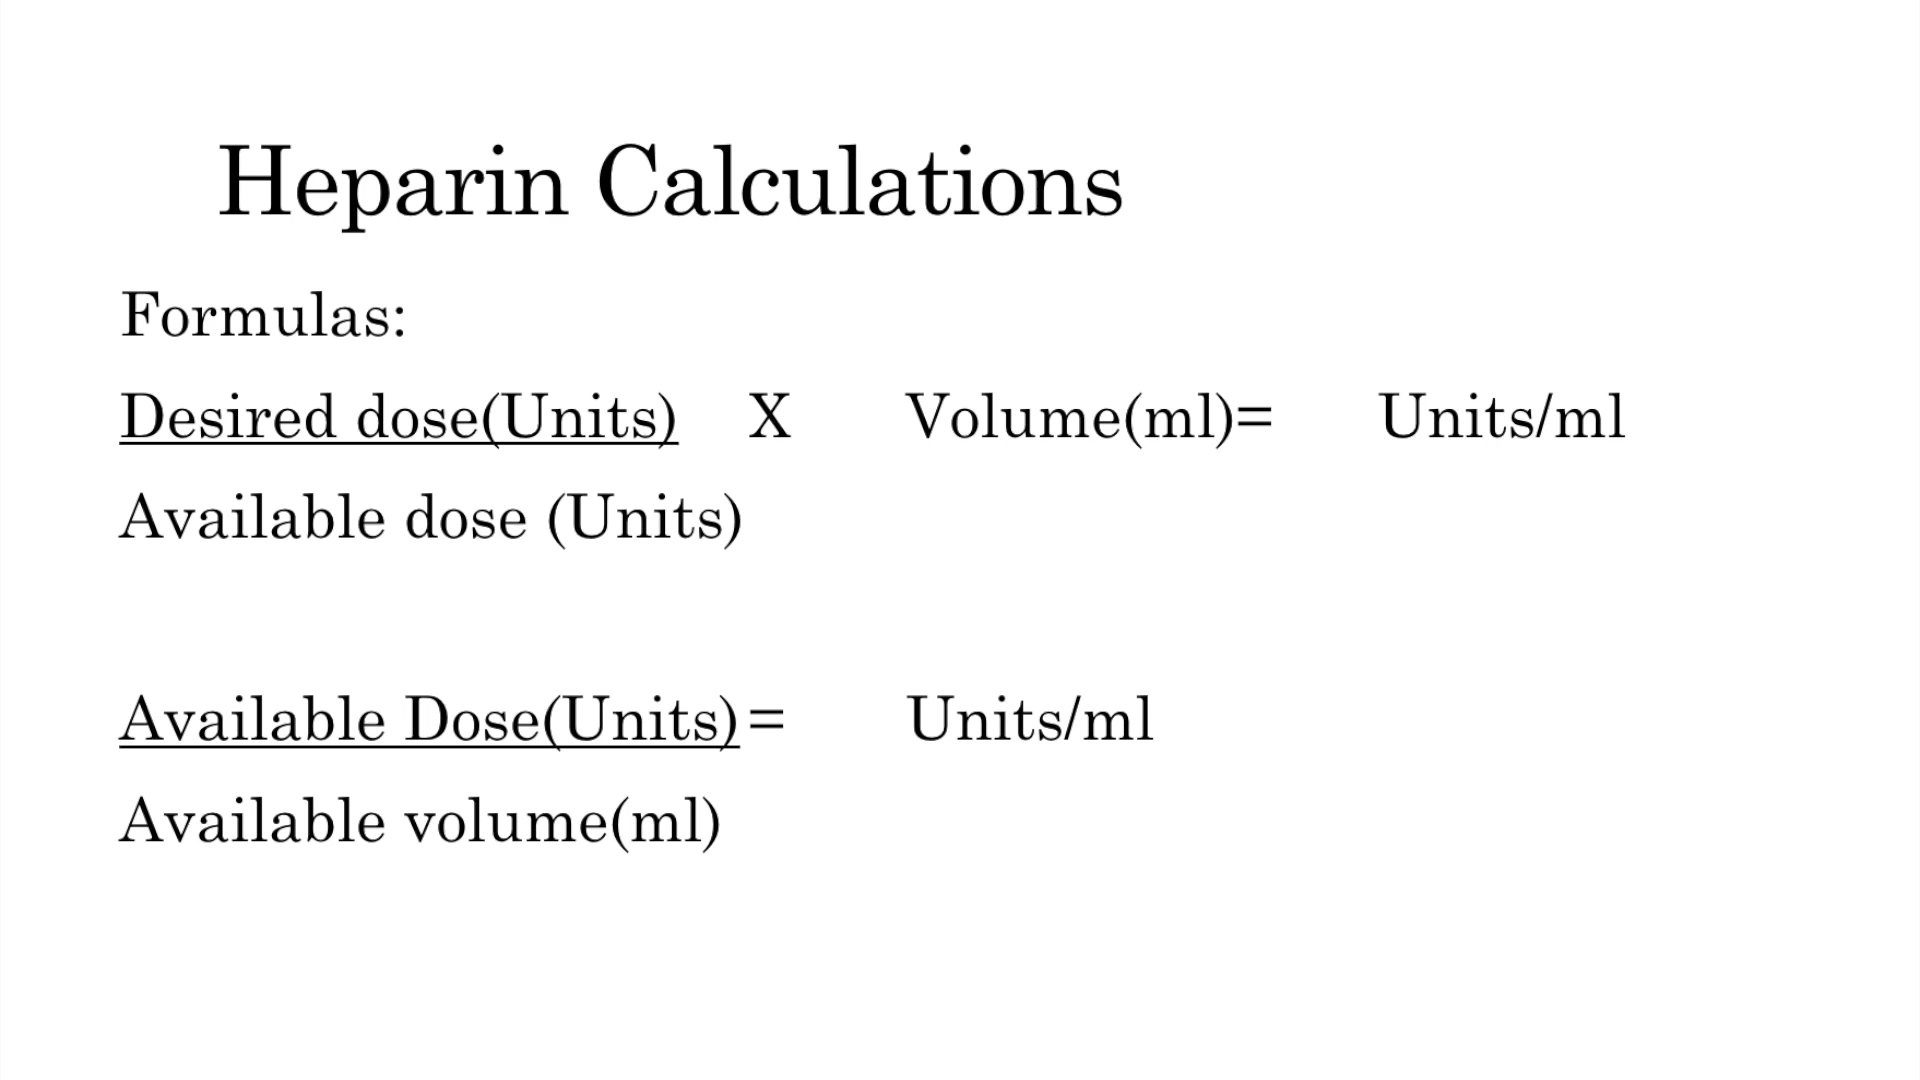 Heparin Calculations
Formulas:
Desired dose(Units) X Volume(ml)= Units/ml
Available dose (Units)
Available Dose(Units)= Units/ml
Available volume(ml)